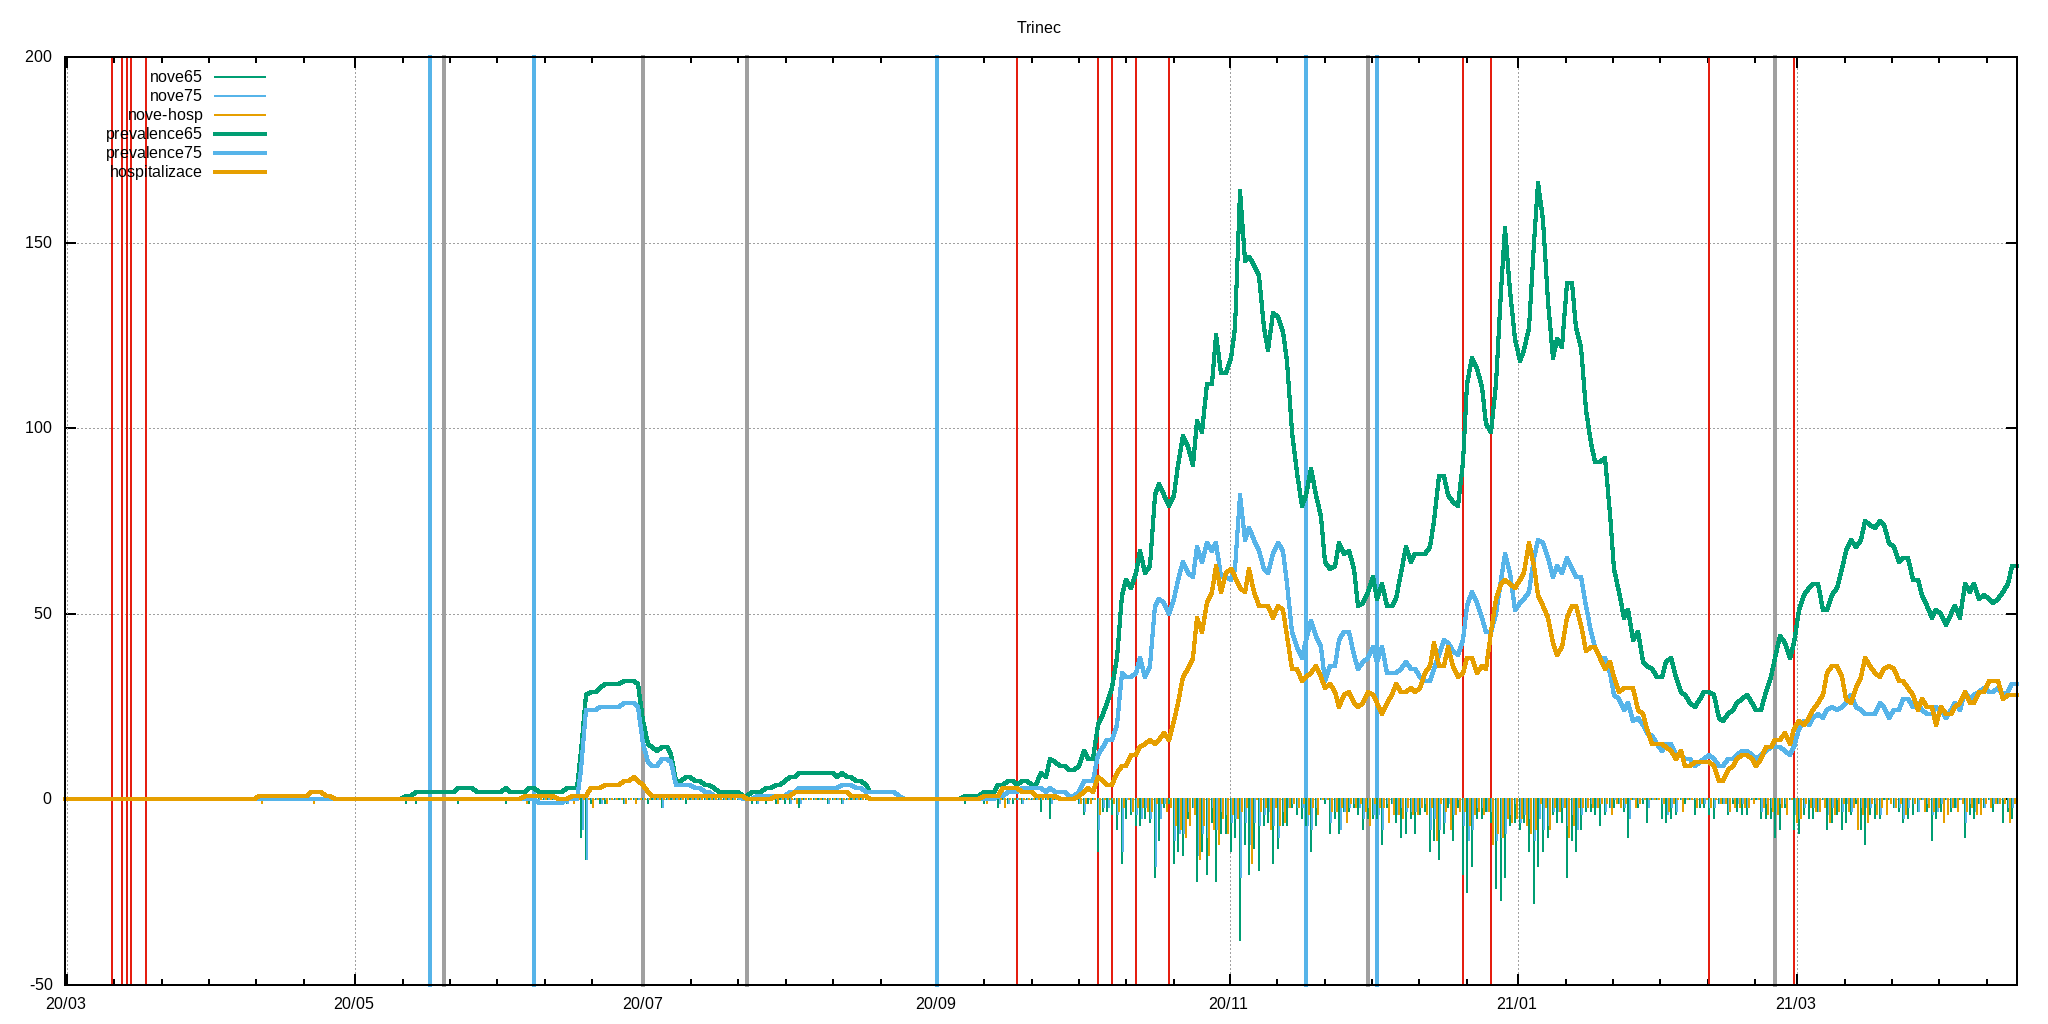 Trinec
200
150
100
50
0
-50
nove65
nove75
nove-hosp
prevalence65
prevalence75
hospitalizace
20/03 20/05 20/07 20/09 20/11 21/01 21/03